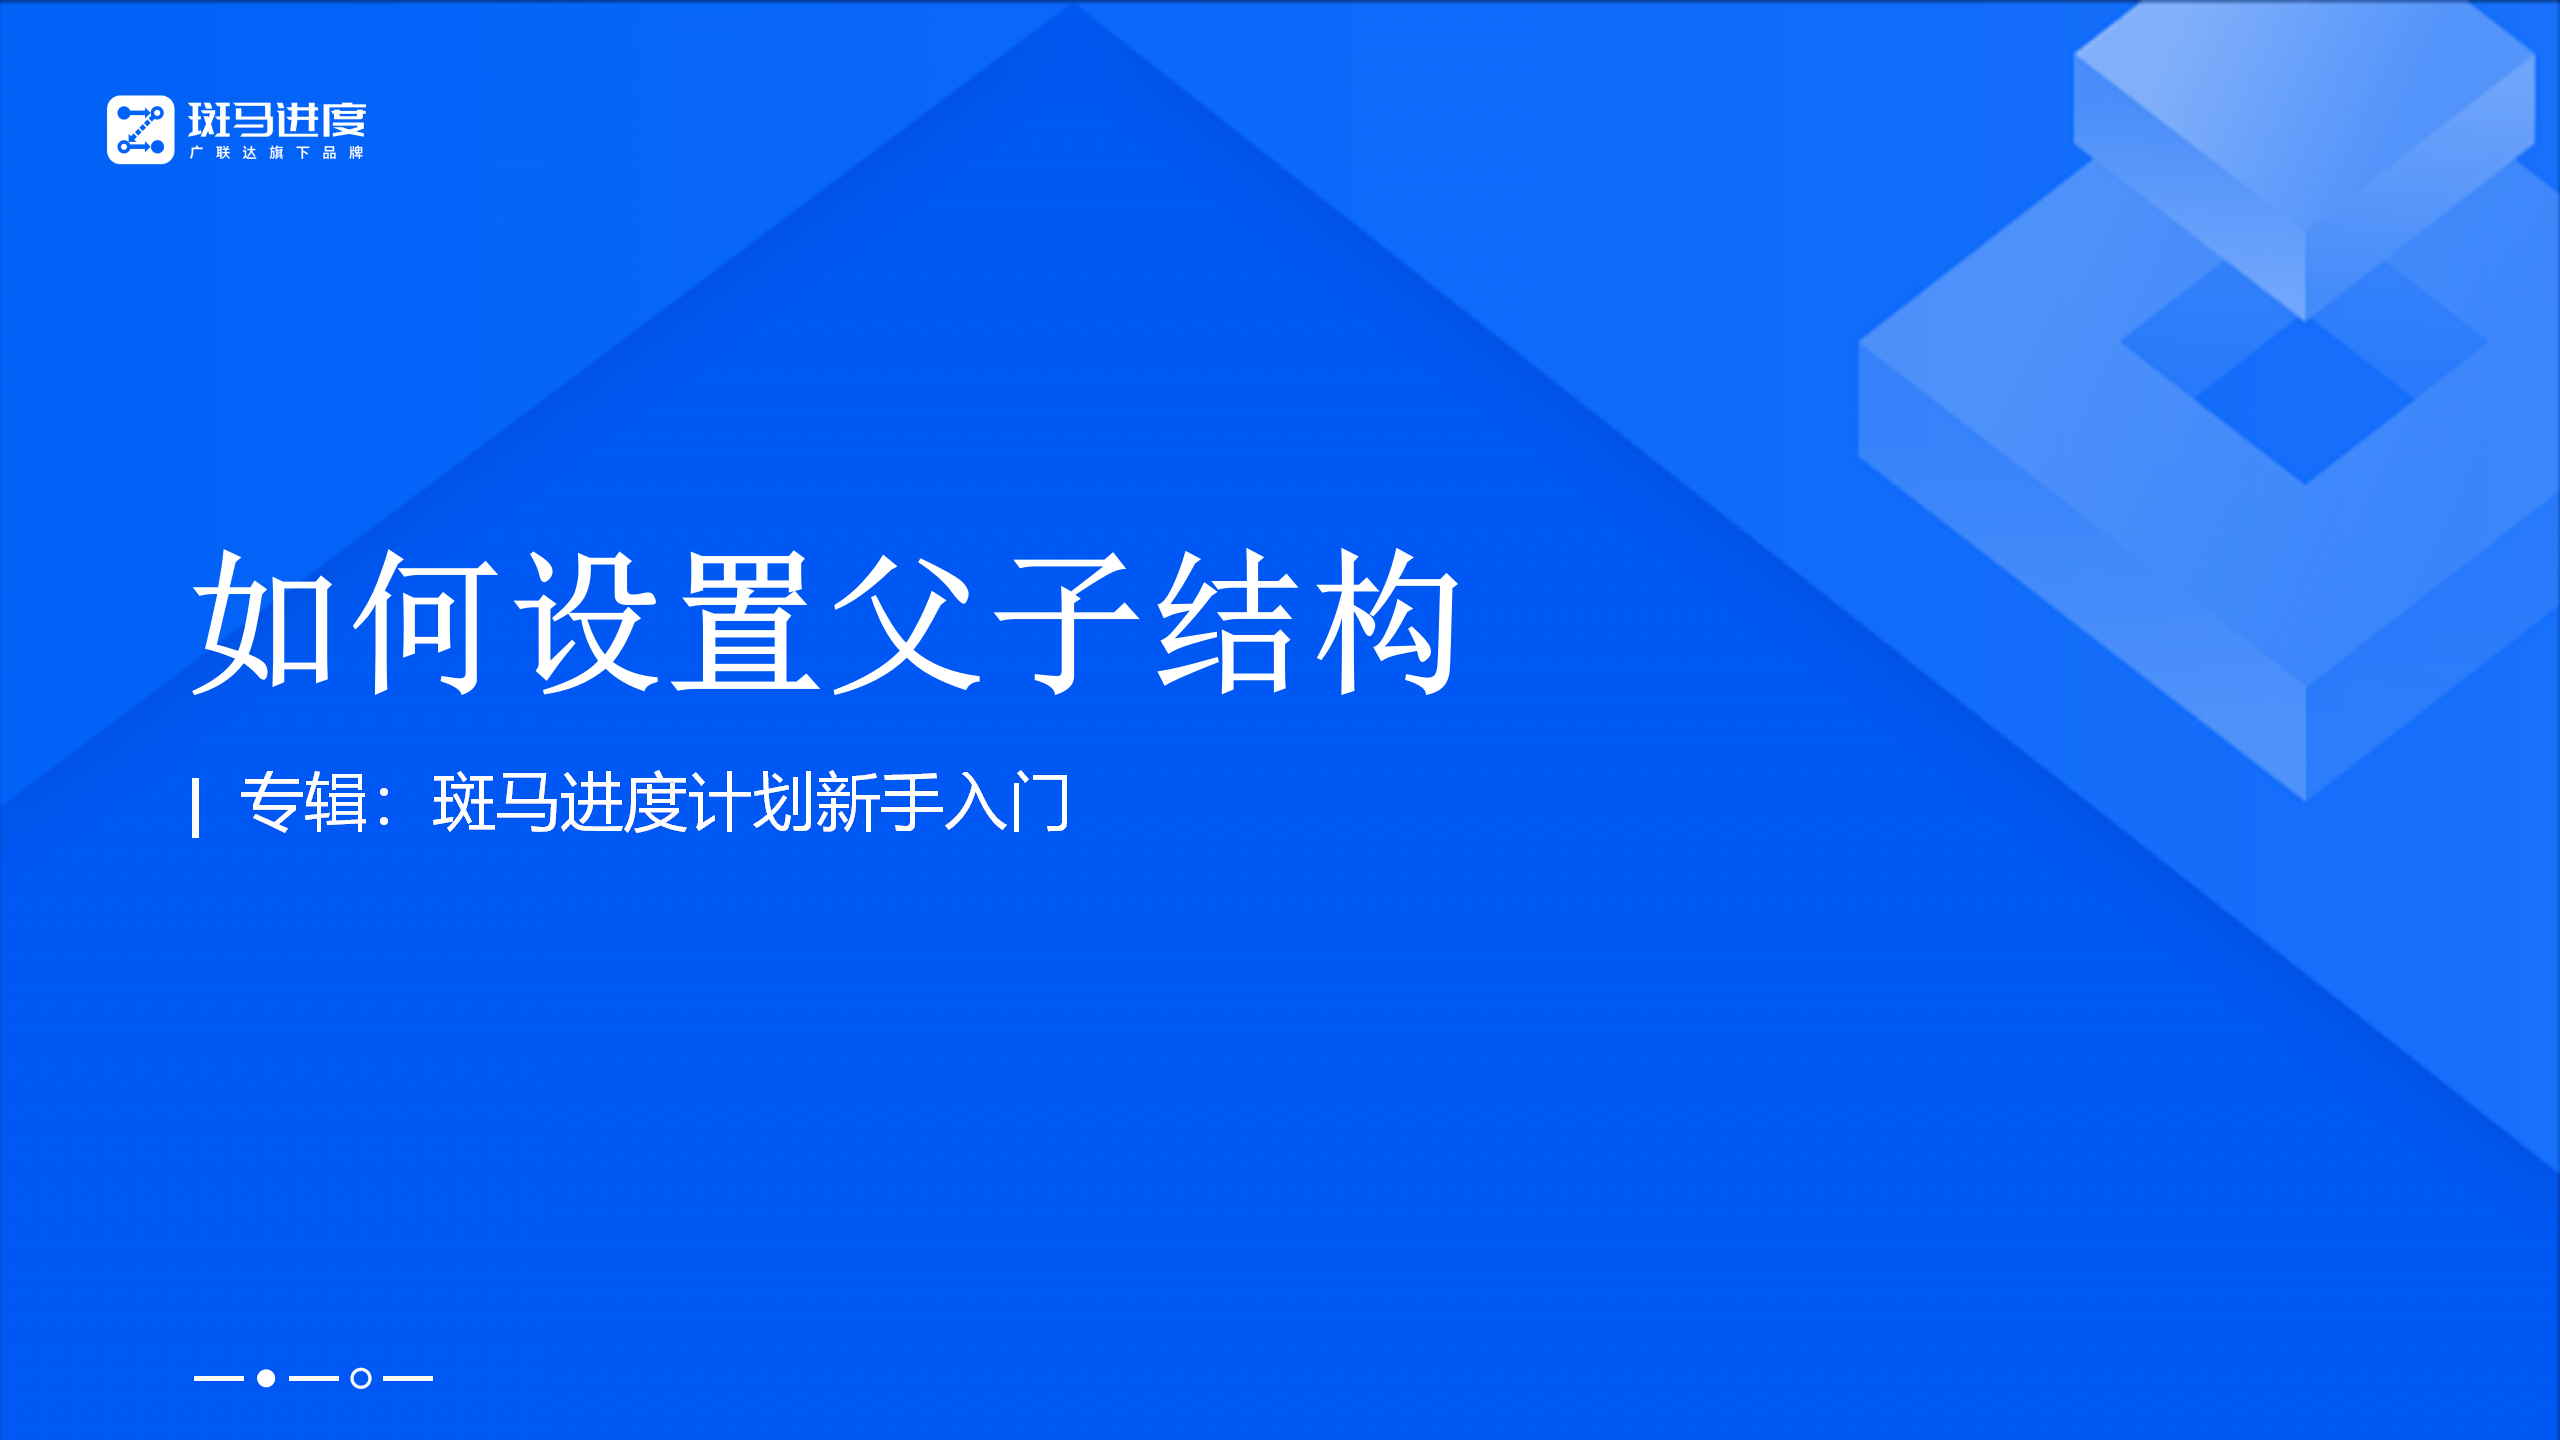 斑马进度
广联达旗下品牌
如何设置父子结构
专辑：斑马进度计划新手入门